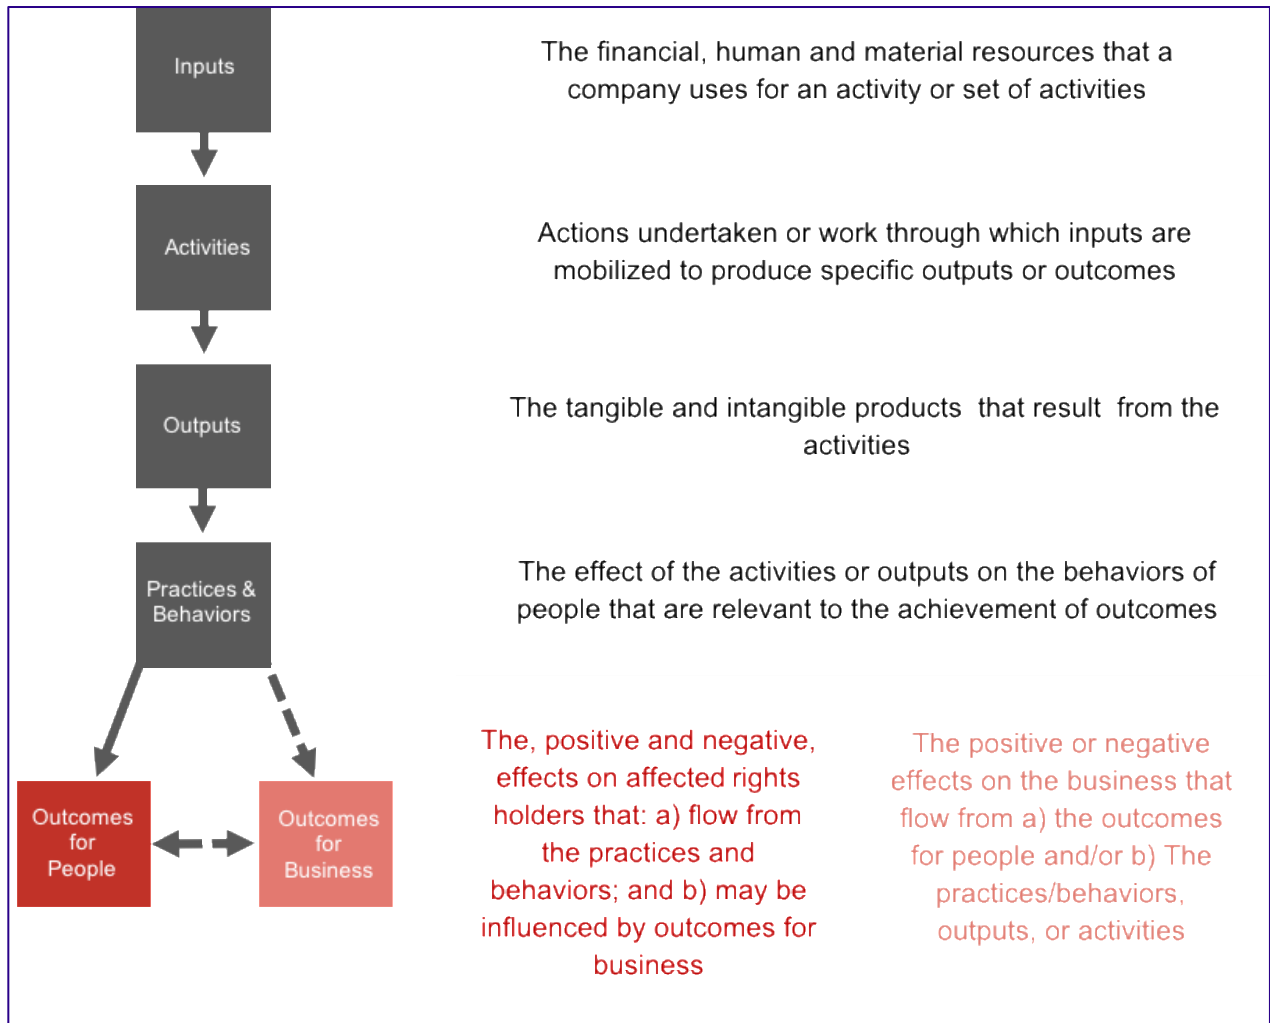 Inputs
The financial, human and material resources that a
company uses for an activity or set of activities
Activities
Actions undertaken or work through which inputs are
mobilized to produce specific outputs or outcomes
Outputs
The tangible and intangible products  that result  from the
activities
Practices &
Behaviors
The effect of the activities or outputs on the behaviors of
people that are relevant to the achievement of outcomes
Outcomes
for
People
Outcomes
for
Business
The, positive and negative,
effects on affected rights
holders that: a) flow from
the practices and
behaviors; and b) may be
influenced by outcomes for
business
The positive or negative
effects on the business that
flow from a) the outcomes
for people and/or b) The
practices/behaviors,
outputs, or activities